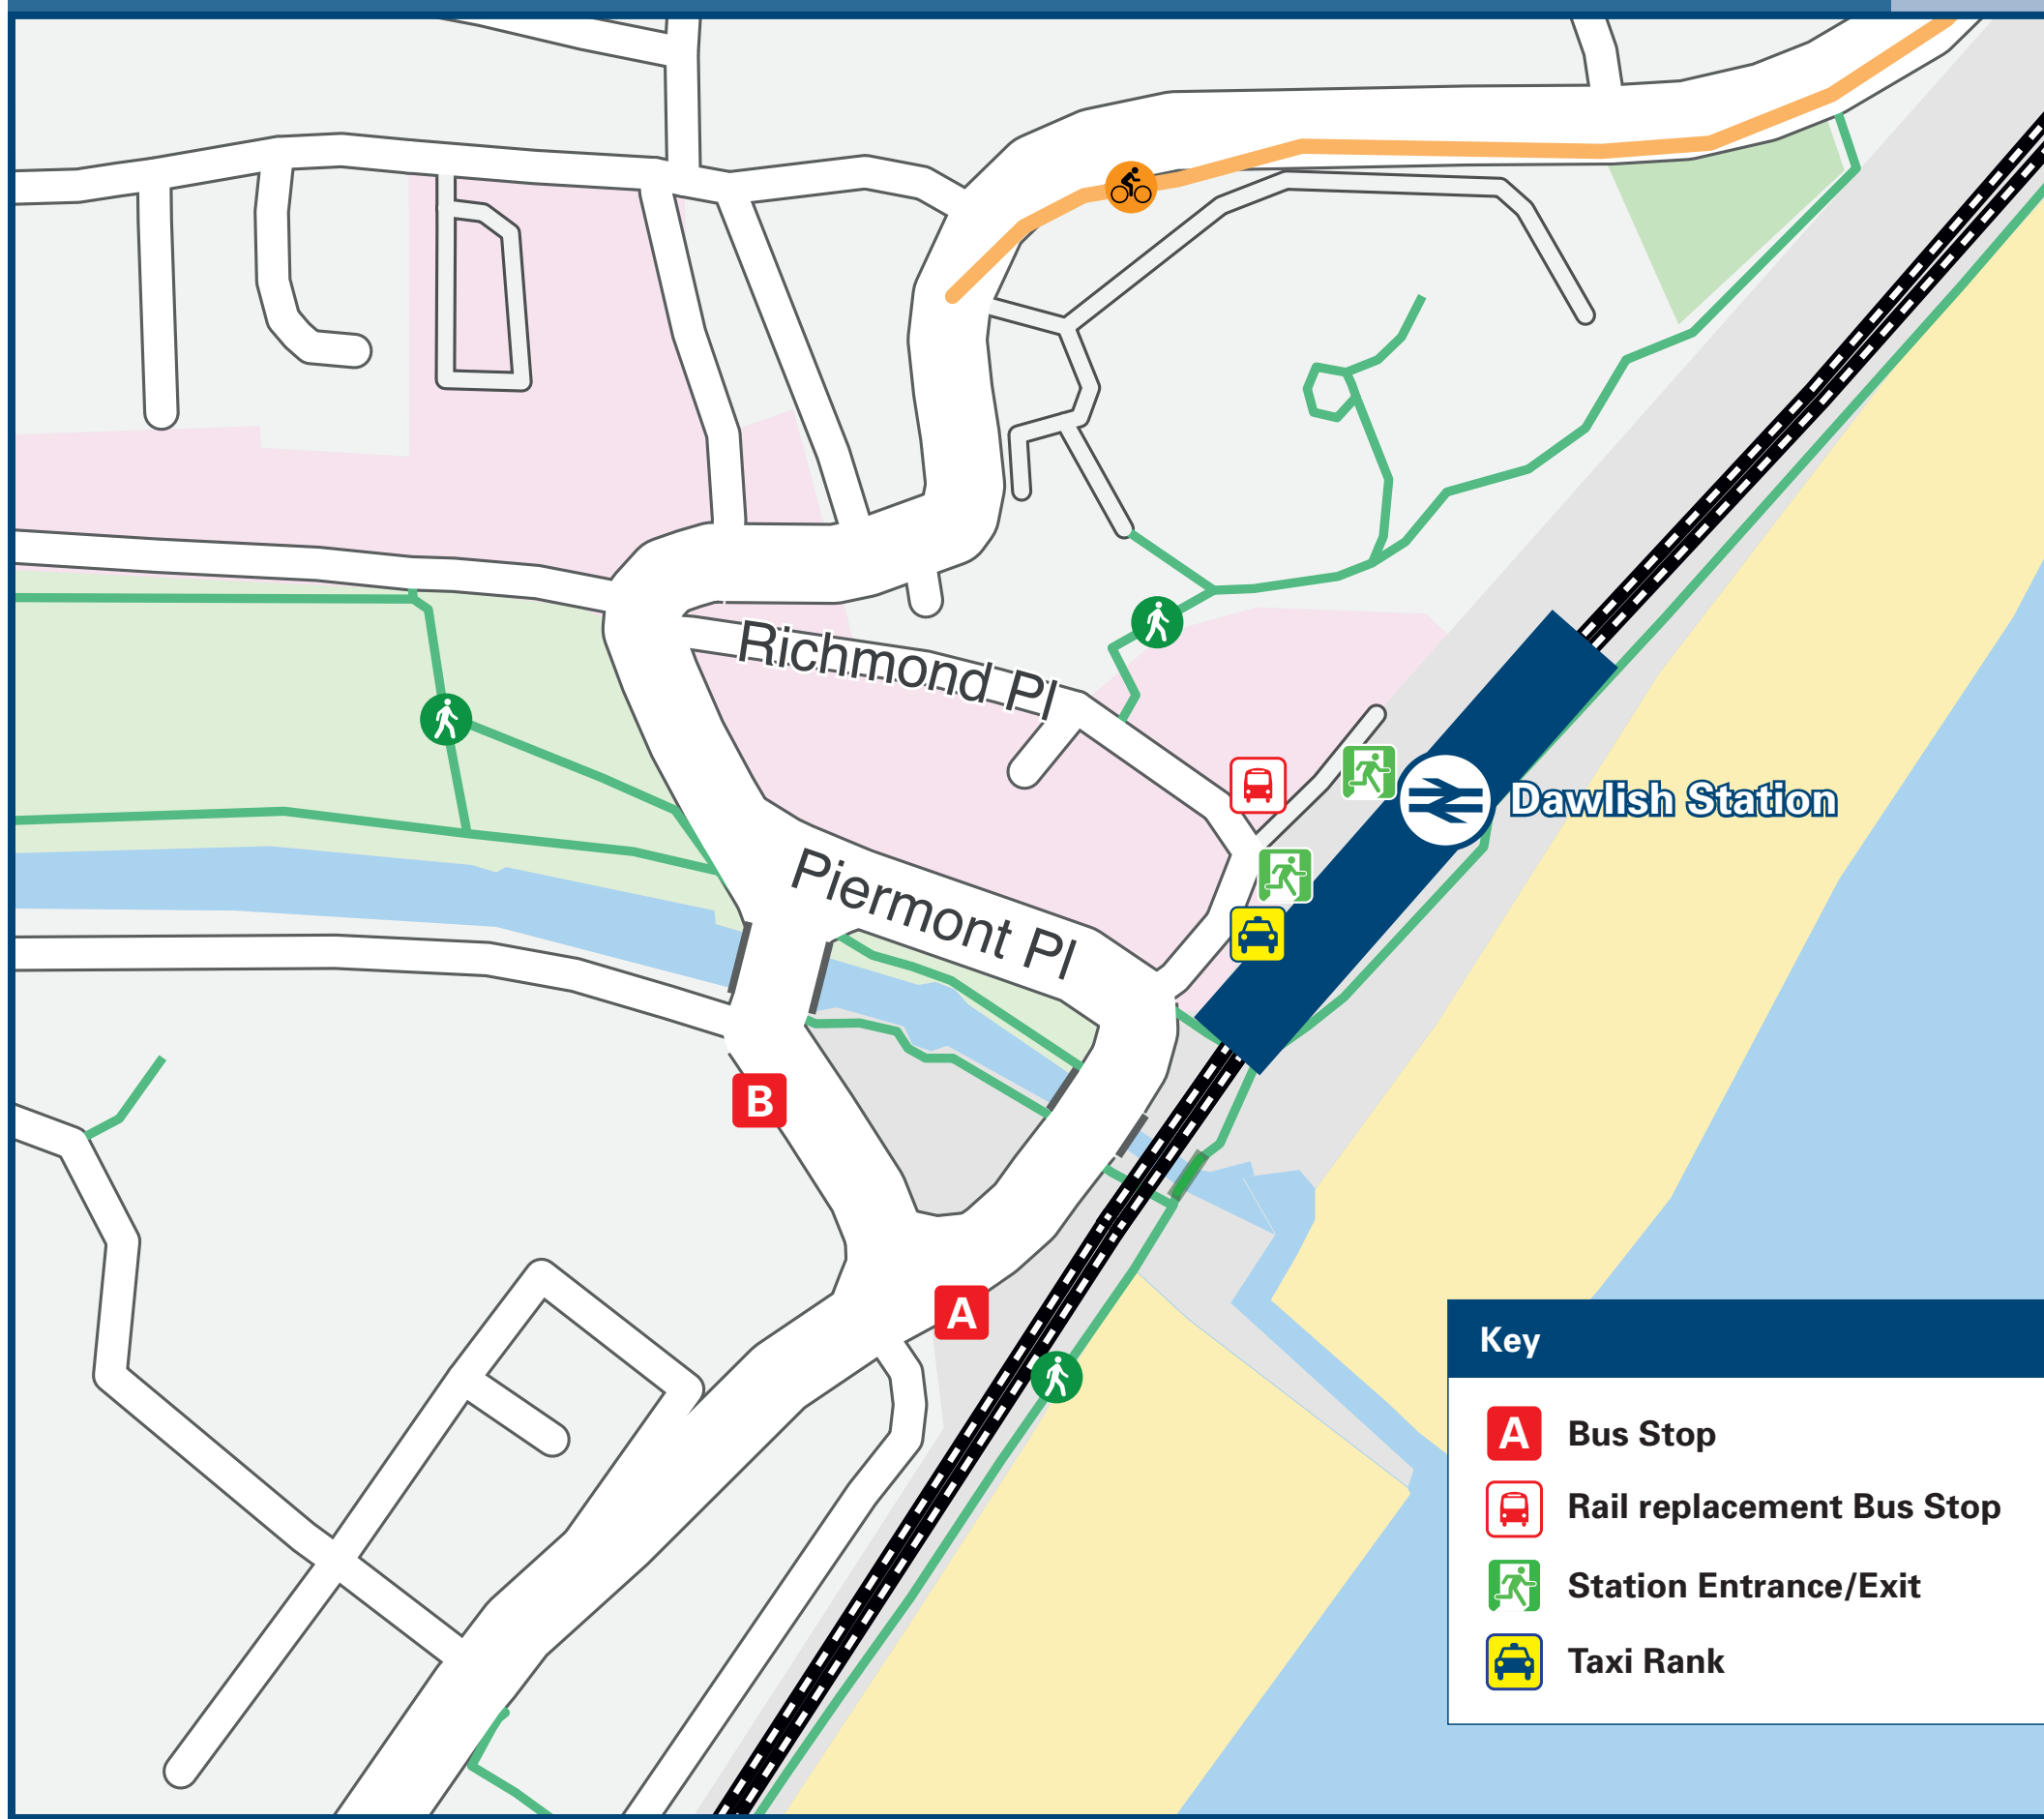 Richmond Pl
Dawlish Station
Piermont Pl
B
A
Key
A Bus Stop
Rail replacement Bus Stop
Station Entrance/Exit
Taxi Rank